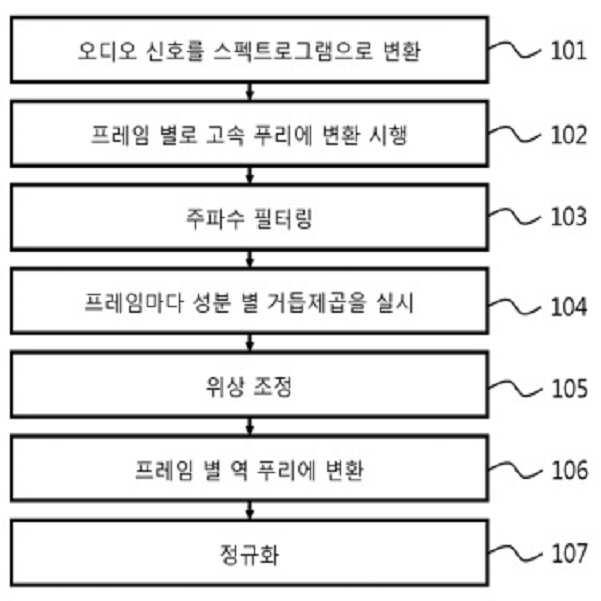 오디오 신호를 스펙트로그램으로 변환 101
프레임 별로 고속 푸리에 변환 시행 102
주파수 필터링 103
프레임마다 성분 별 거듭제곱을 실시 104
위상 조정 105
프레임 별 역 푸리에 변환 106
정규화 107